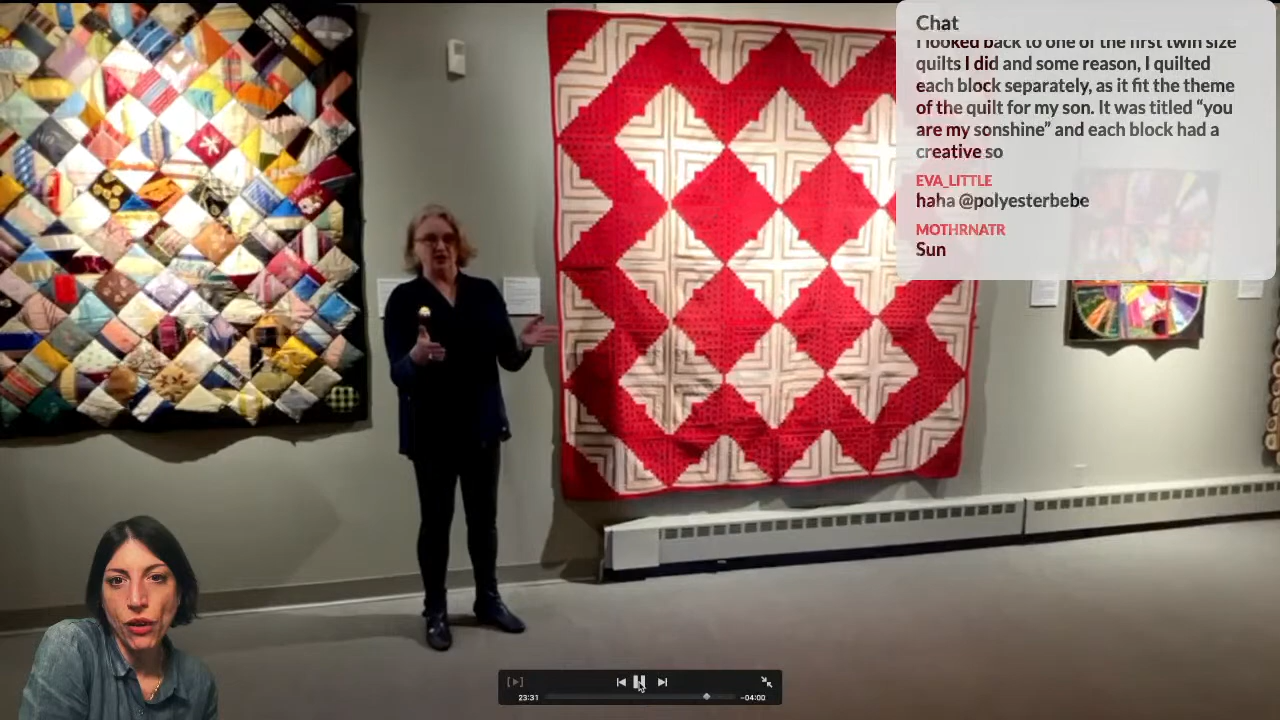 Chat
I looked back to one of the first twin size
quilts I did and some reason, I quilted
each block separately, as it fit the theme
of the quilt for my son. It was titled “you
are my sonshine” and each block had a
creative so
EVA_LITTLE
haha @polyesterbebe
MOTHRNATR
Sun
23:31
−04:00